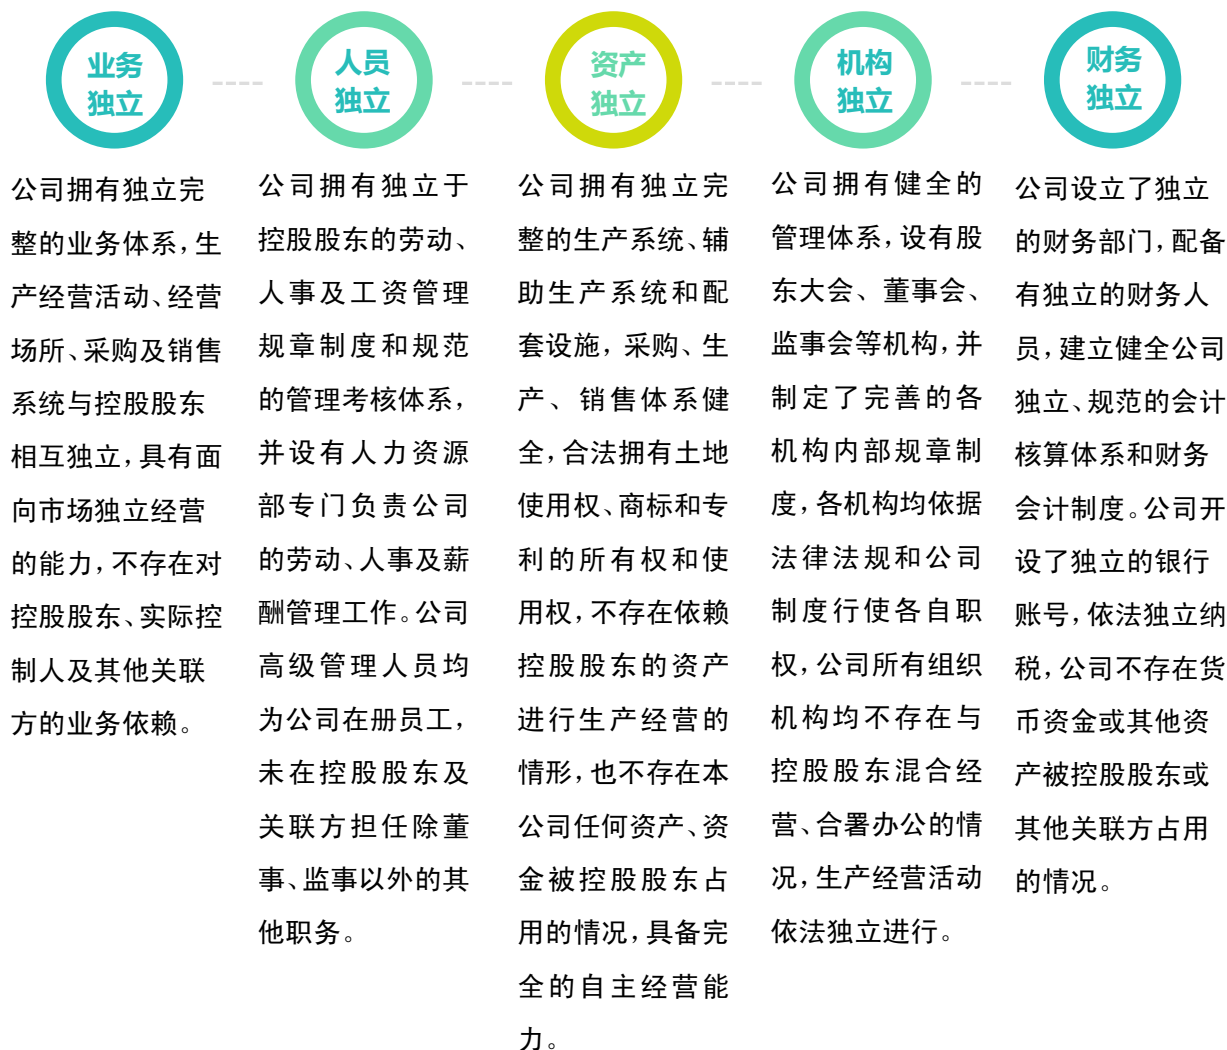 业务
独立
公司拥有独立完
整的业务体系，生
产经营活动、经营
场所、采购及销售
系统与控股股东
相互独立，具有面
向市场独立经营
的能力，不存在对
控股股东、实际控
制人及其他关联
方的业务依赖。
人员
独立
公司拥有独立于
控股股东的劳动、
人事及工资管理
规章制度和规范
的管理考核体系，
并设有人力资源
部专门负责公司
的劳动、人事及薪
酬管理工作。公司
高级管理人员均
为公司在册员工，
未在控股股东及
关联方担任除董
事、监事以外的其
他职务。
资产
独立
公司拥有独立完
整的生产系统、辅
助生产系统和配
套设施，采购、生
产、销售体系健
全，合法拥有土地
使用权、商标和专
利的所有权和使
用权，不存在依赖
控股股东的资产
进行生产经营的
情形，也不存在本
公司任何资产、资
金被控股股东占
用的情况，具备完
全的自主经营能
力。
机构
独立
公司拥有健全的
管理体系，设有股
东大会、董事会、
监事会等机构，并
制定了完善的各
机构内部规章制
度，各机构均依据
法律法规和公司
制度行使各自职
权，公司所有组织
机构均不存在与
控股股东混合经
营、合署办公的情
况，生产经营活动
依法独立进行。
财务
独立
公司设立了独立
的财务部门，配备
有独立的财务人
员，建立健全公司
独立、规范的会计
核算体系和财务
会计制度。公司开
设了独立的银行
账号，依法独立纳
税，公司不存在货
币资金或其他资
产被控股股东或
其他关联方占用
的情况。